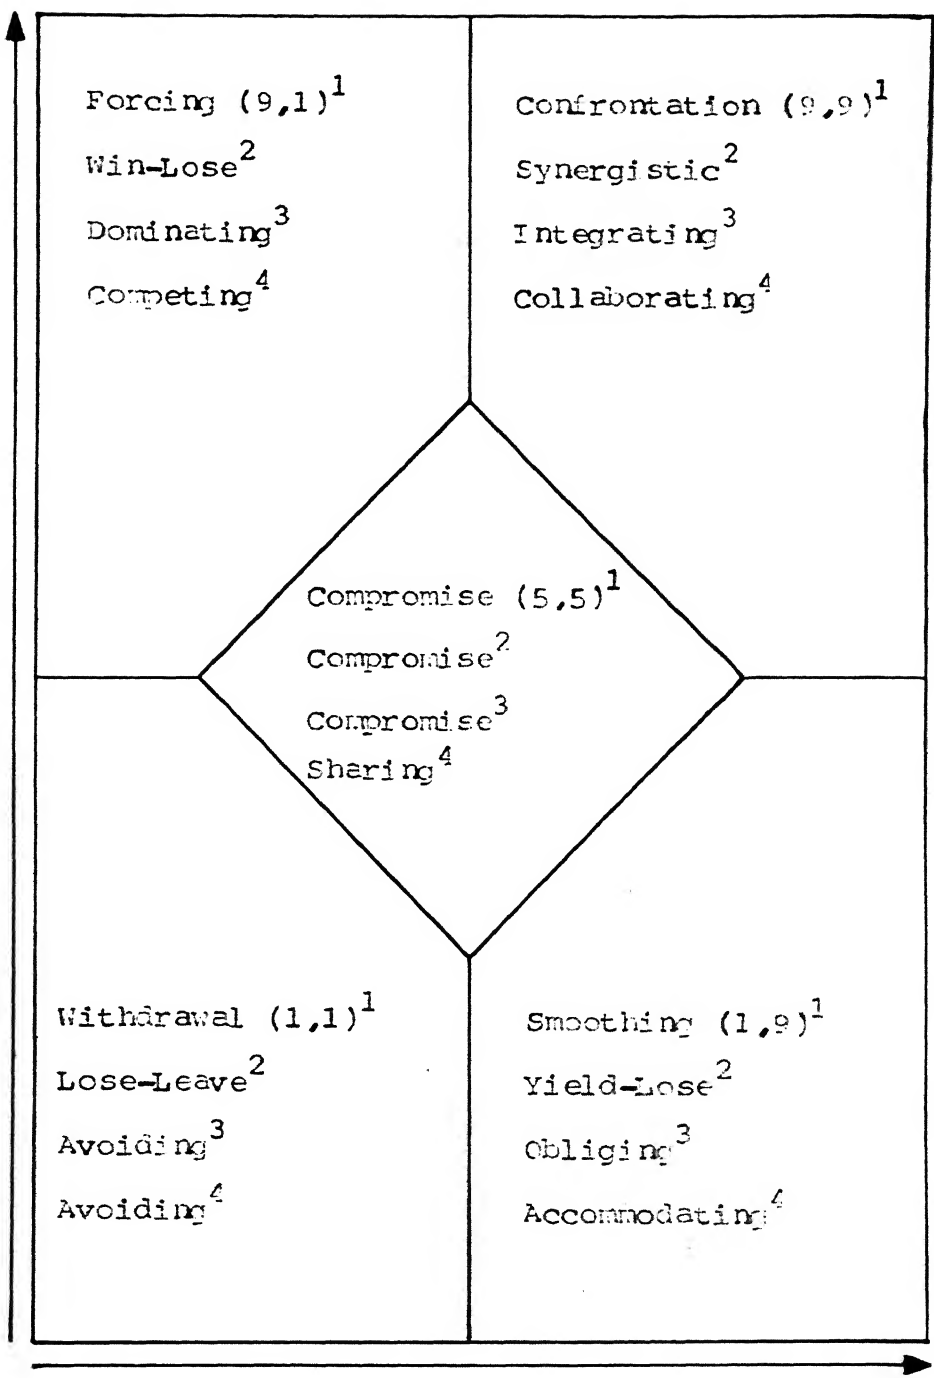 Forcing (9,1)¹
Win-Lose²
Dominating³
Competing⁴
Confrontation (9,9)¹
Synergistic²
Integrating³
Collaborating⁴
Compromise (5,5)¹
Compromise²
Compromise³
Sharing⁴
Withdrawal (1,1)¹
Lose-Leave²
Avoiding³
Avoiding⁴
Smoothing (1,9)¹
Yield-Lose²
Obliging³
Accommodating⁴